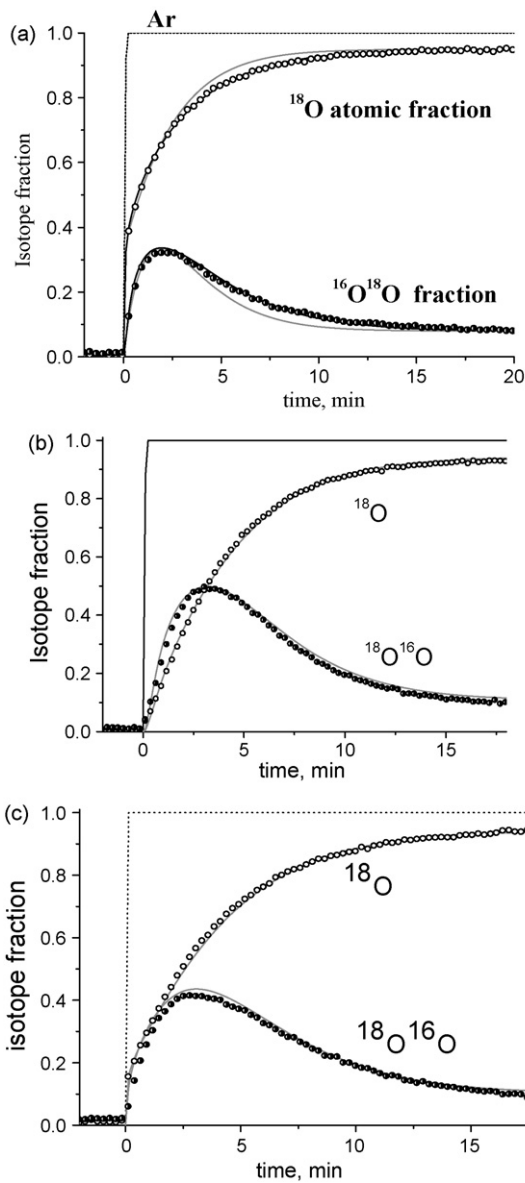 (a)
Ar
1.0
0.8
0.6
0.4
0.2
0.0
Isotope fraction
¹⁸O atomic fraction
¹⁶O¹⁸O fraction
0 5 10 15 20
time, min
(b)
1.0
0.8
0.6
0.4
0.2
0.0
Isotope fraction
¹⁸O
¹⁸O¹⁶O
0 5 10 15
time, min
(c)
1.0
0.8
0.6
0.4
0.2
0.0
isotope fraction
¹⁸O
¹⁸O¹⁶O
0 5 10 15
time, min